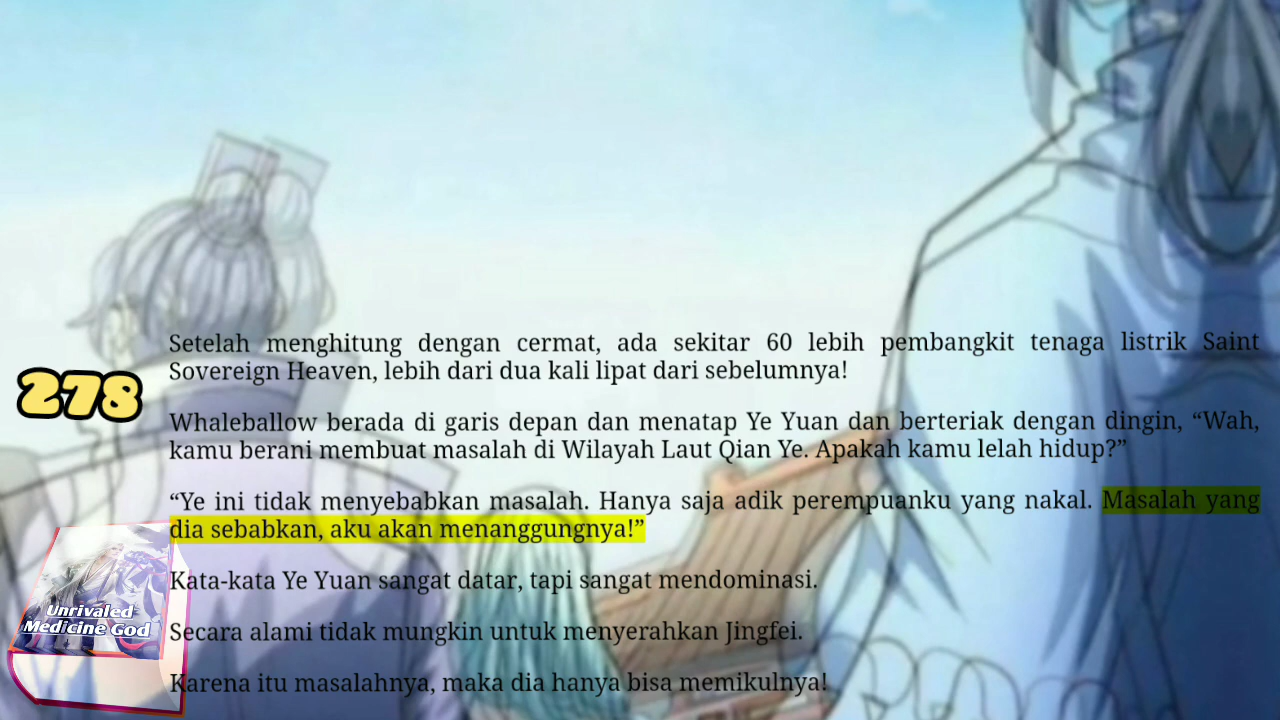 Setelah menghitung dengan cermat, ada sekitar 60 lebih pembangkit tenaga listrik Saint
Sovereign Heaven, lebih dari dua kali lipat dari sebelumnya!
278
Whaleballow berada di garis depan dan menatap Ye Yuan dan berteriak dengan dingin, “Wah,
kamu berani membuat masalah di Wilayah Laut Qian Ye. Apakah kamu lelah hidup?”
“Ye ini tidak menyebabkan masalah. Hanya saja adik perempuanku yang nakal. Masalah yang
dia sebabkan, aku akan menanggungnya!”
Kata-kata Ye Yuan sangat datar, tapi sangat mendominasi.
Unrivaled
Medicine God
Secara alami tidak mungkin untuk menyerahkan Jingfei.
Karena itu masalahnya, maka dia hanya bisa memikulnya!